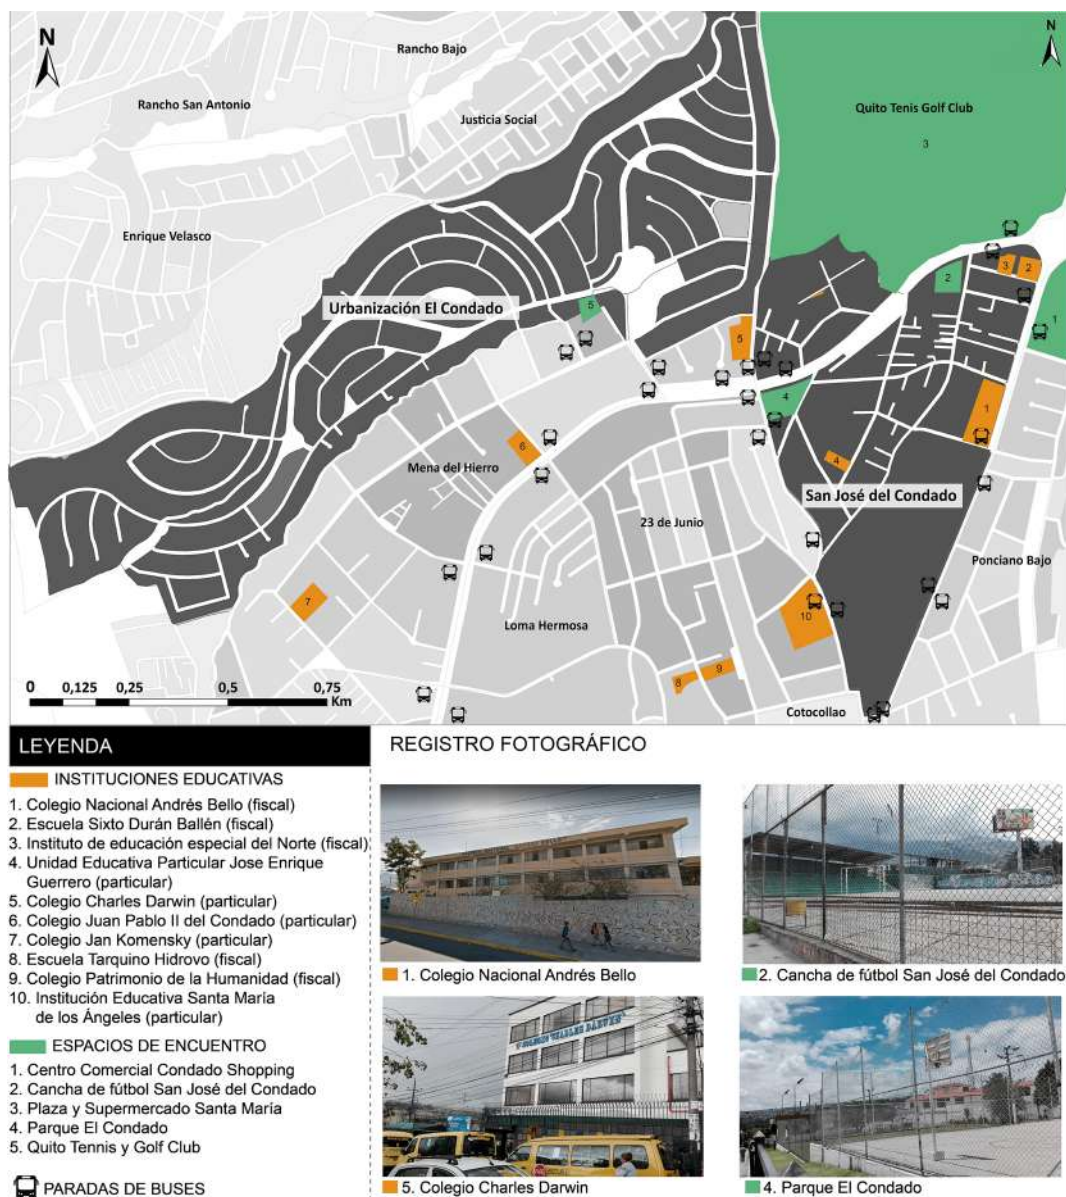 N
N
Rancho Bajo
Rancho San Antonio
Justicia Social
Quito Tenis Golf Club
3
Enrique Velasco
3
2
2
Urbanización El Condado
5
1
5
4
1
6
Mena del Hierro
4
San José del Condado
23 de Junio
Ponciano Bajo
7
10
Loma Hermosa
9
8
0 0,125 0,25 0,5 0,75
Km
Cotocollao
LEYENDA
INSTITUCIONES EDUCATIVAS
1. Colegio Nacional Andrés Bello (fiscal)
2. Escuela Sixto Durán Ballén (fiscal)
3. Instituto de educación especial del Norte (fiscal)
4. Unidad Educativa Particular Jose Enrique
Guerrero (particular)
5. Colegio Charles Darwin (particular)
6. Colegio Juan Pablo II del Condado (particular)
7. Colegio Jan Komensky (particular)
8. Escuela Tarquino Hidrovo (fiscal)
9. Colegio Patrimonio de la Humanidad (fiscal)
10. Institución Educativa Santa María
de los Ángeles (particular)
ESPACIOS DE ENCUENTRO
1. Centro Comercial Condado Shopping
2. Cancha de fútbol San José del Condado
3. Plaza y Supermercado Santa María
4. Parque El Condado
5. Quito Tennis y Golf Club
PARADAS DE BUSES
REGISTRO FOTOGRÁFICO
1. Colegio Nacional Andrés Bello
2. Cancha de fútbol San José del Condado
COLEGIO "CHARLES DARWIN"
5. Colegio Charles Darwin
4. Parque El Condado